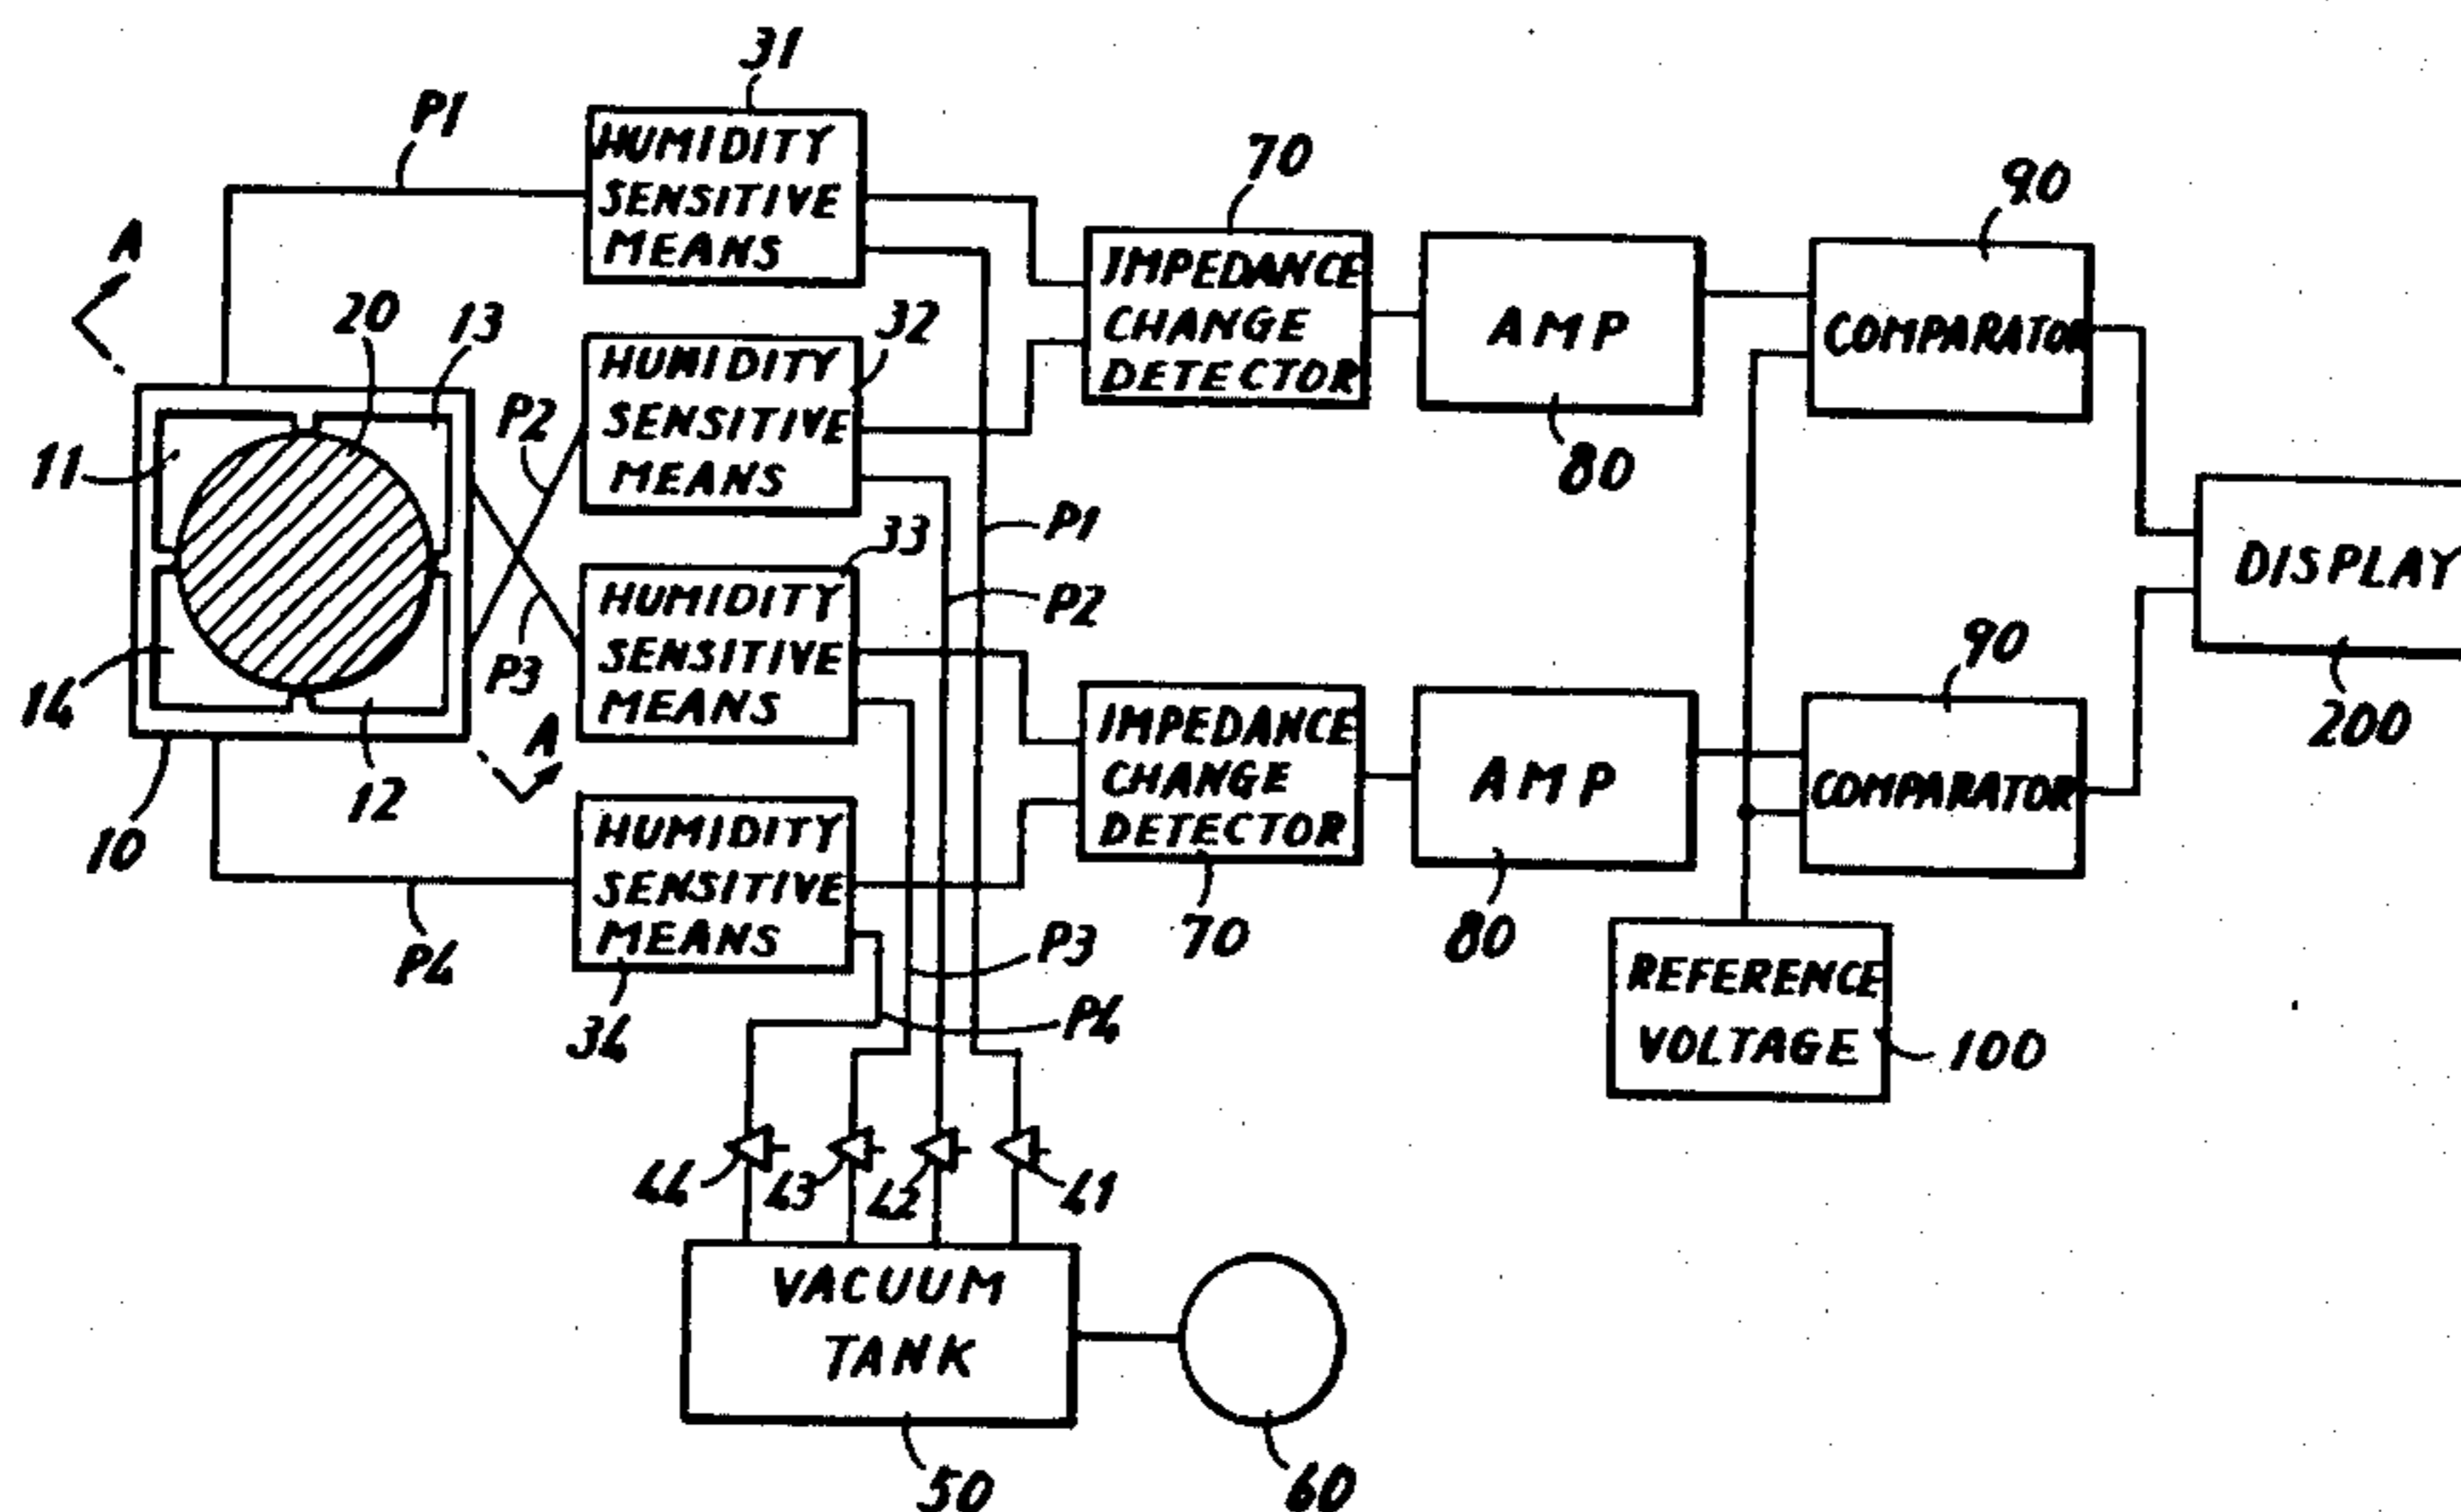 31
P1
HUMIDITY
SENSITIVE
MEANS
70
IMPEDANCE
CHANGE
DETECTOR
AMP
80
90
COMPARATOR
A
20
13
11
P2
32
HUMIDITY
SENSITIVE
MEANS
P1
P2
33
HUMIDITY
SENSITIVE
MEANS
P3
14
A
12
10
DISPLAY
200
IMPEDANCE
CHANGE
DETECTOR
70
AMP
80
90
COMPARATOR
HUMIDITY
SENSITIVE
MEANS
P4
34
P3
P4
REFERENCE
VOLTAGE
100
44
43
42
41
VACUUM
TANK
50
60